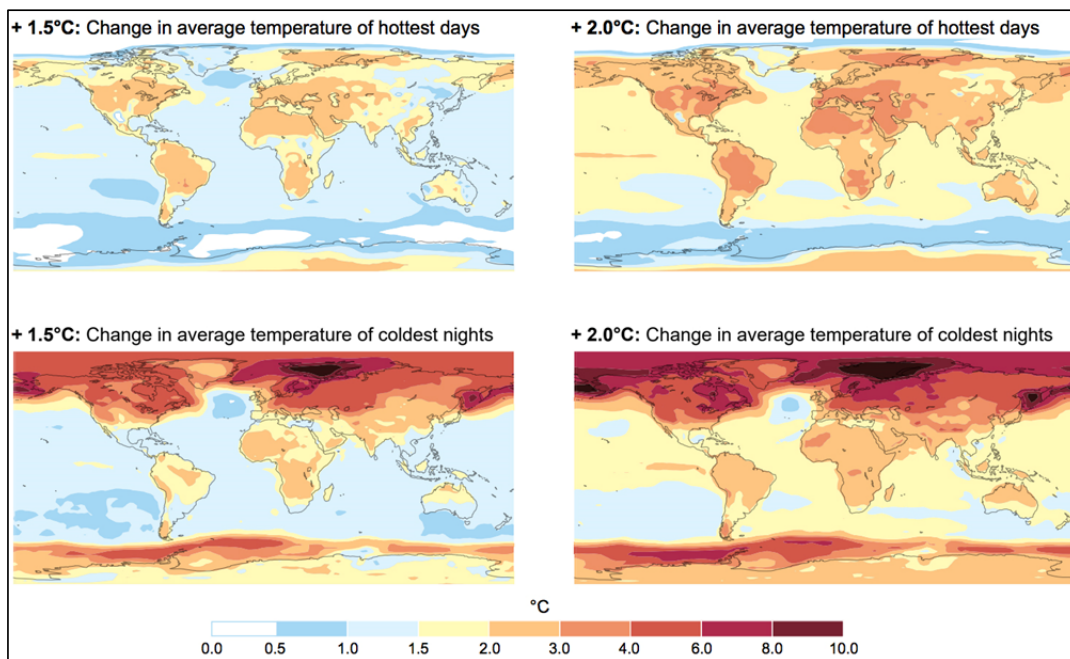 + 1.5°C: Change in average temperature of hottest days
+ 2.0°C: Change in average temperature of hottest days
+ 1.5°C: Change in average temperature of coldest nights
+ 2.0°C: Change in average temperature of coldest nights
°C
0.0 0.5 1.0 1.5 2.0 3.0 4.0 6.0 8.0 10.0